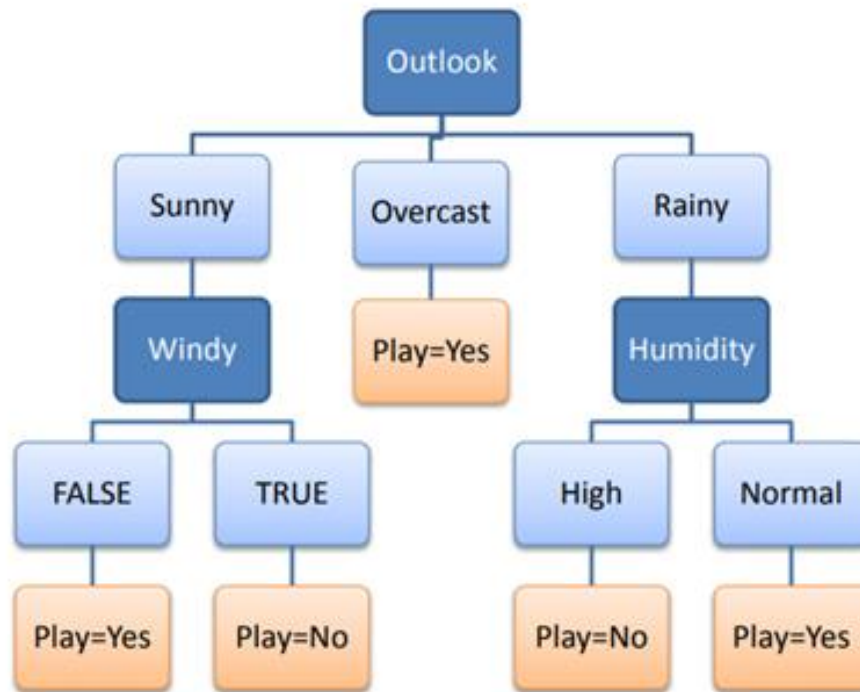 Outlook
Sunny
Overcast
Rainy
Windy
Play=Yes
Humidity
FALSE
TRUE
High
Normal
Play=Yes
Play=No
Play=No
Play=Yes